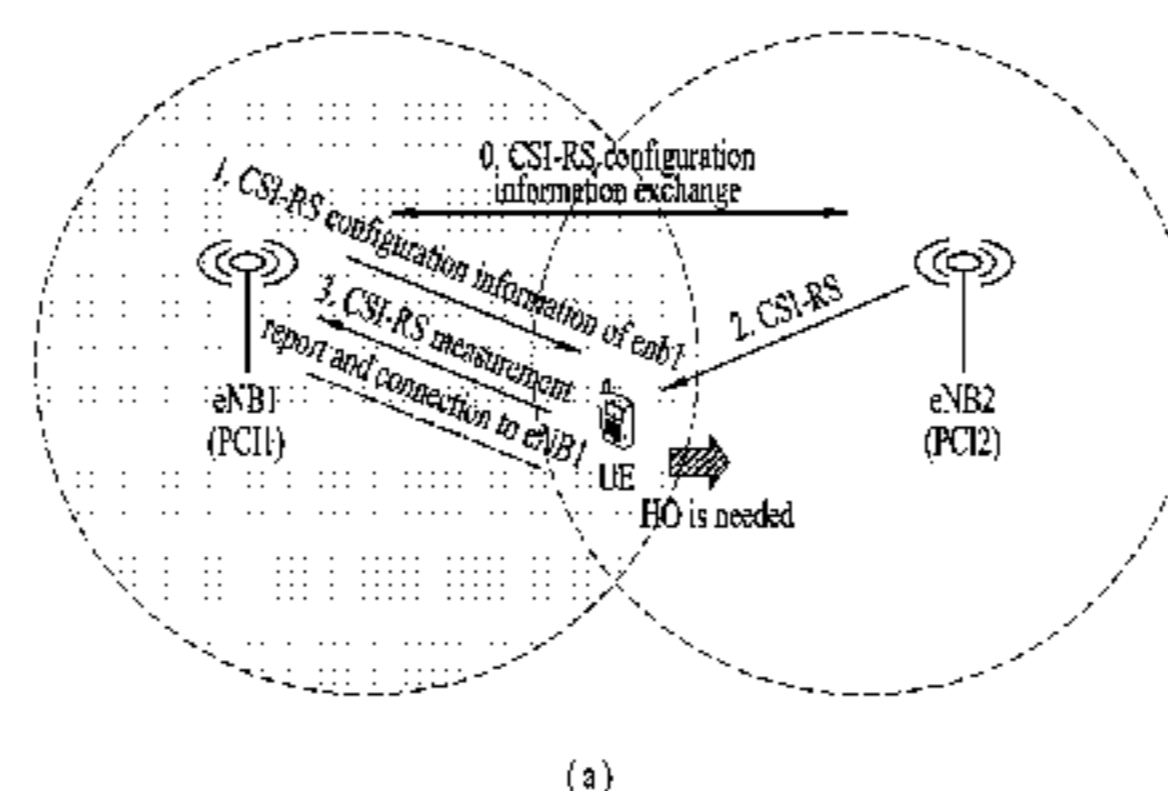 0. CSI-RS configuration
information exchange
1. CSI-RS configuration information of enb1
2. CSI-RS
3. CSI-RS measurement
report and connection to eNB1
eNB1
(PCI1)
eNB2
(PCI2)
UE
HO is needed
(a)